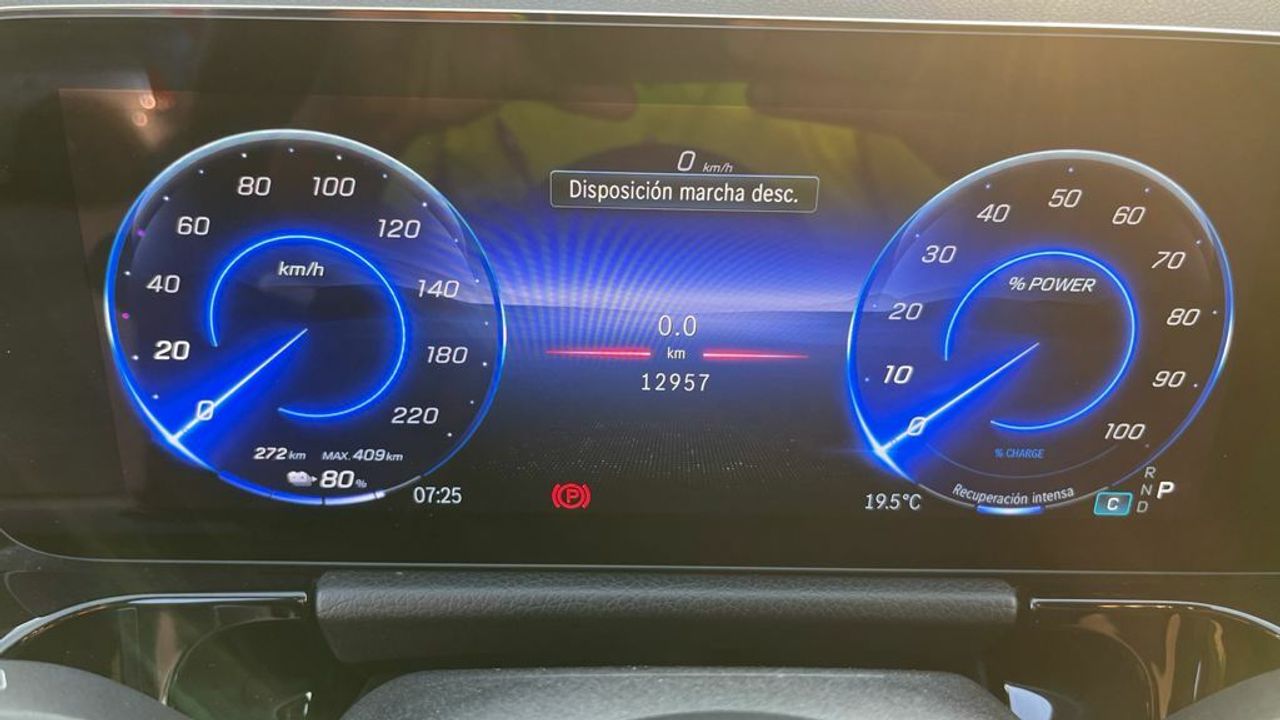 0 km/h
Disposición marcha desc.
0 20 40 60 80 100 120 140 180 220
km/h
272 km MAX. 409 km
80 %
07:25
0.0
km
12957
P
0 10 20 30 40 50 60 70 80 90 100
% POWER
% CHARGE
Recuperación intensa
19.5°C
C
R
N P
D